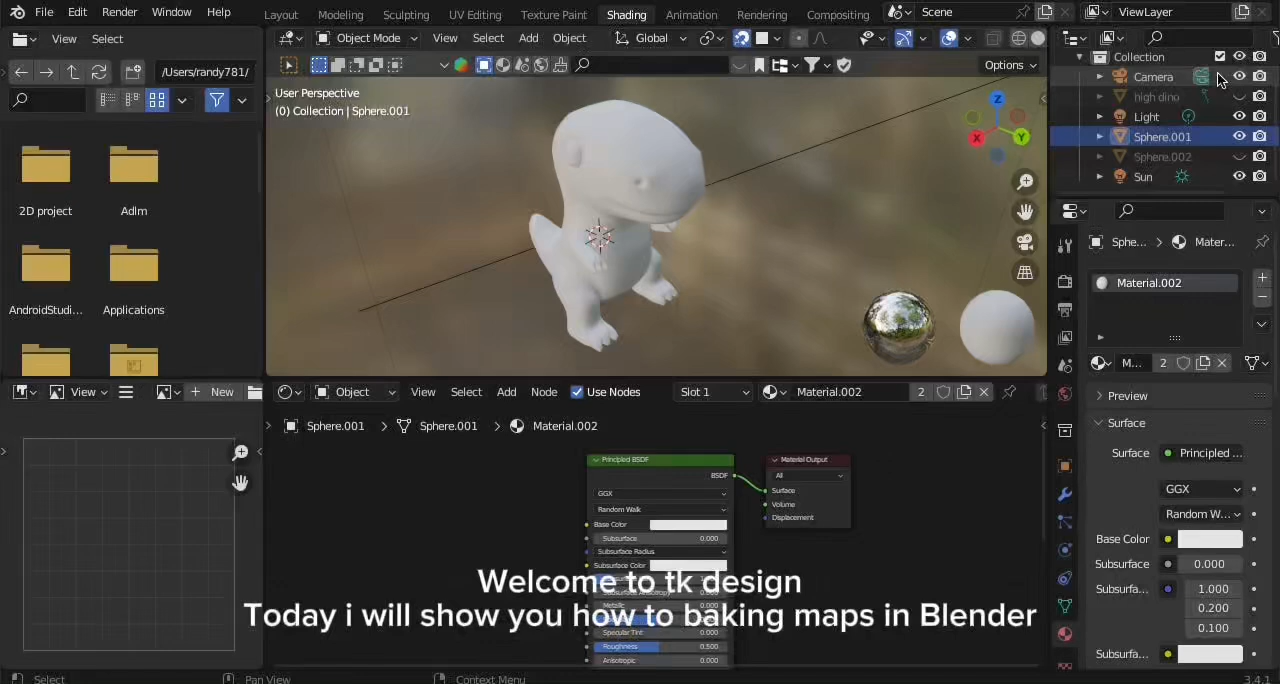 File Edit Render Window Help
Layout Modeling Sculpting UV Editing Texture Paint Shading Animation Rendering Compositing
Scene
ViewLayer
View Select
Object Mode View Select Add Object Global
Collection
/Users/randy781/
Options
Camera
high dino
Light
Sphere.001
Sphere.002
Sun
User Perspective
(0) Collection | Sphere.001
Z
X
Y
2D project
Adlm
AndroidStudi...
Applications
Sphe...
Mater...
Material.002
M...
2
View
New
Object View Select Add Node Use Nodes Slot 1 Material.002 2
Sphere.001 Sphere.001 Material.002
Preview
Surface
Surface Principled ...
GGX
Random W...
Base Color
Subsurface 0.000
Subsurfa... 1.000
0.200
0.100
Subsurfa...
Principled BSDF
BSDF
GGX
Random Walk
Base Color
Subsurface 0.000
Subsurface Radius
Subsurface Color
Subsurface Anisotropy 0.000
Metallic
Specular Tint 0.000
Roughness 0.500
Anisotropic 0.000
Material Output
All
Surface
Volume
Displacement
Welcome to tk design
Today i will show you how to baking maps in Blender
Select
Pan View
Context Menu
3.4.1